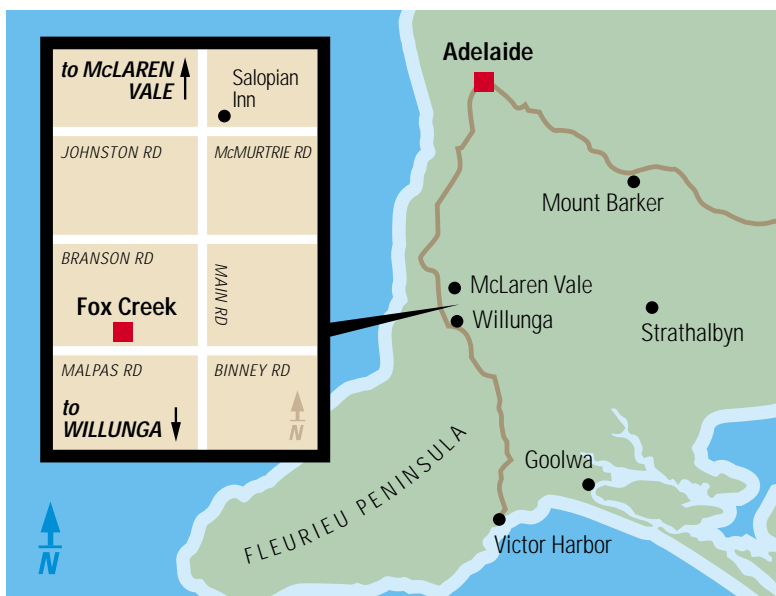 to McLAREN
VALE
Salopian
Inn
JOHNSTON RD
McMURTRIE RD
BRANSON RD
MAIN RD
Fox Creek
MALPAS RD
BINNEY RD
to
WILLUNGA
N
Adelaide
Mount Barker
McLaren Vale
Willunga
Strathalbyn
Goolwa
FLEURIEU PENINSULA
Victor Harbor
N